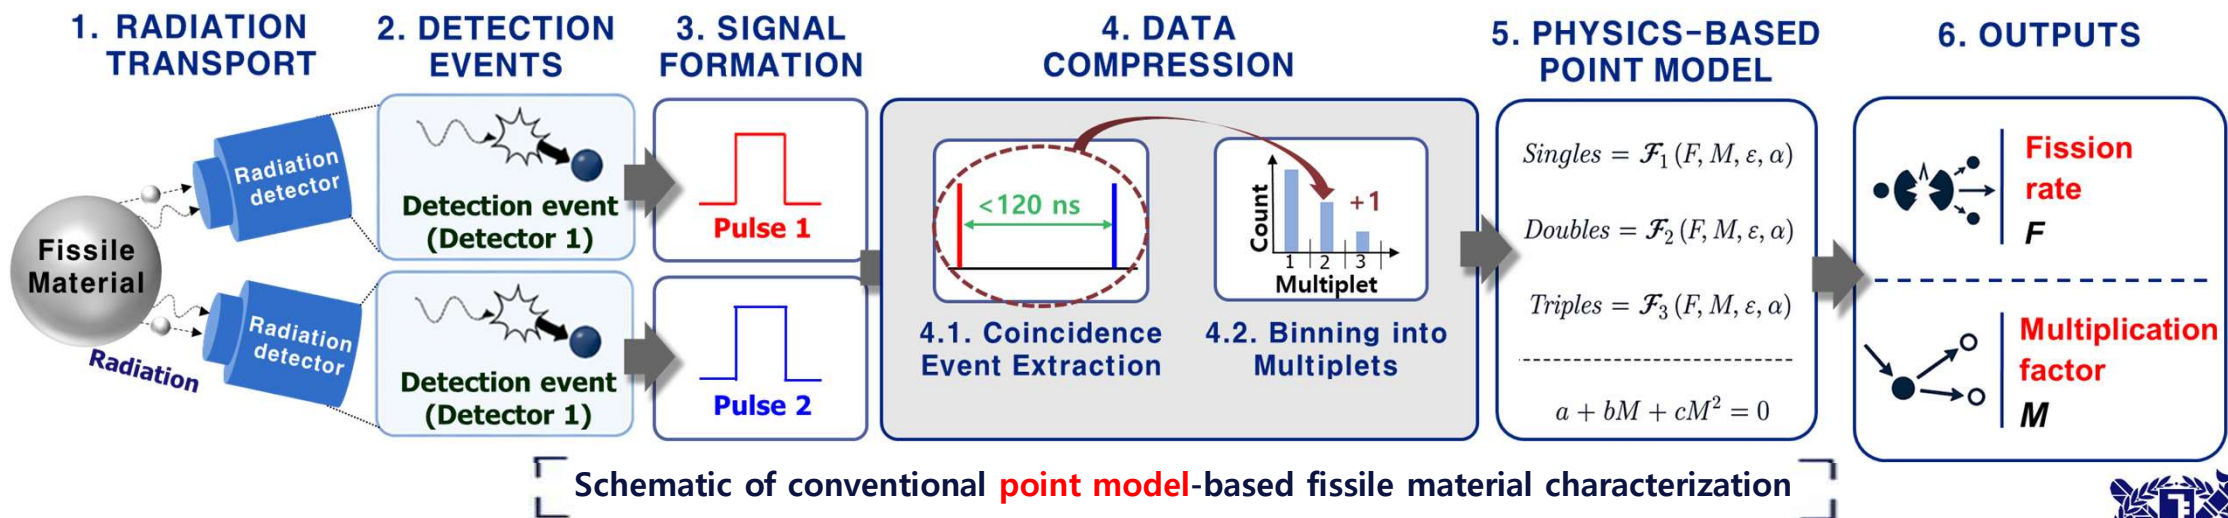 1. RADIATION
TRANSPORT
2. DETECTION
EVENTS
3. SIGNAL
FORMATION
4. DATA
COMPRESSION
5. PHYSICS-BASED
POINT MODEL
6. OUTPUTS
Fissile
Material
Radiation
detector
Radiation
detector
Radiation
Detection event
(Detector 1)
Detection event
(Detector 1)
Pulse 1
Pulse 2
<120 ns
4.1. Coincidence
Event Extraction
Count
+1
1 2 3
Multiplet
4.2. Binning into
Multiplets
Singles = 𝓕₁ (F, M, ε, α)
Doubles = 𝓕₂ (F, M, ε, α)
Triples = 𝓕₃ (F, M, ε, α)
a + bM + cM² = 0
Fission
rate
F
Multiplication
factor
M
Schematic of conventional point model-based fissile material characterization